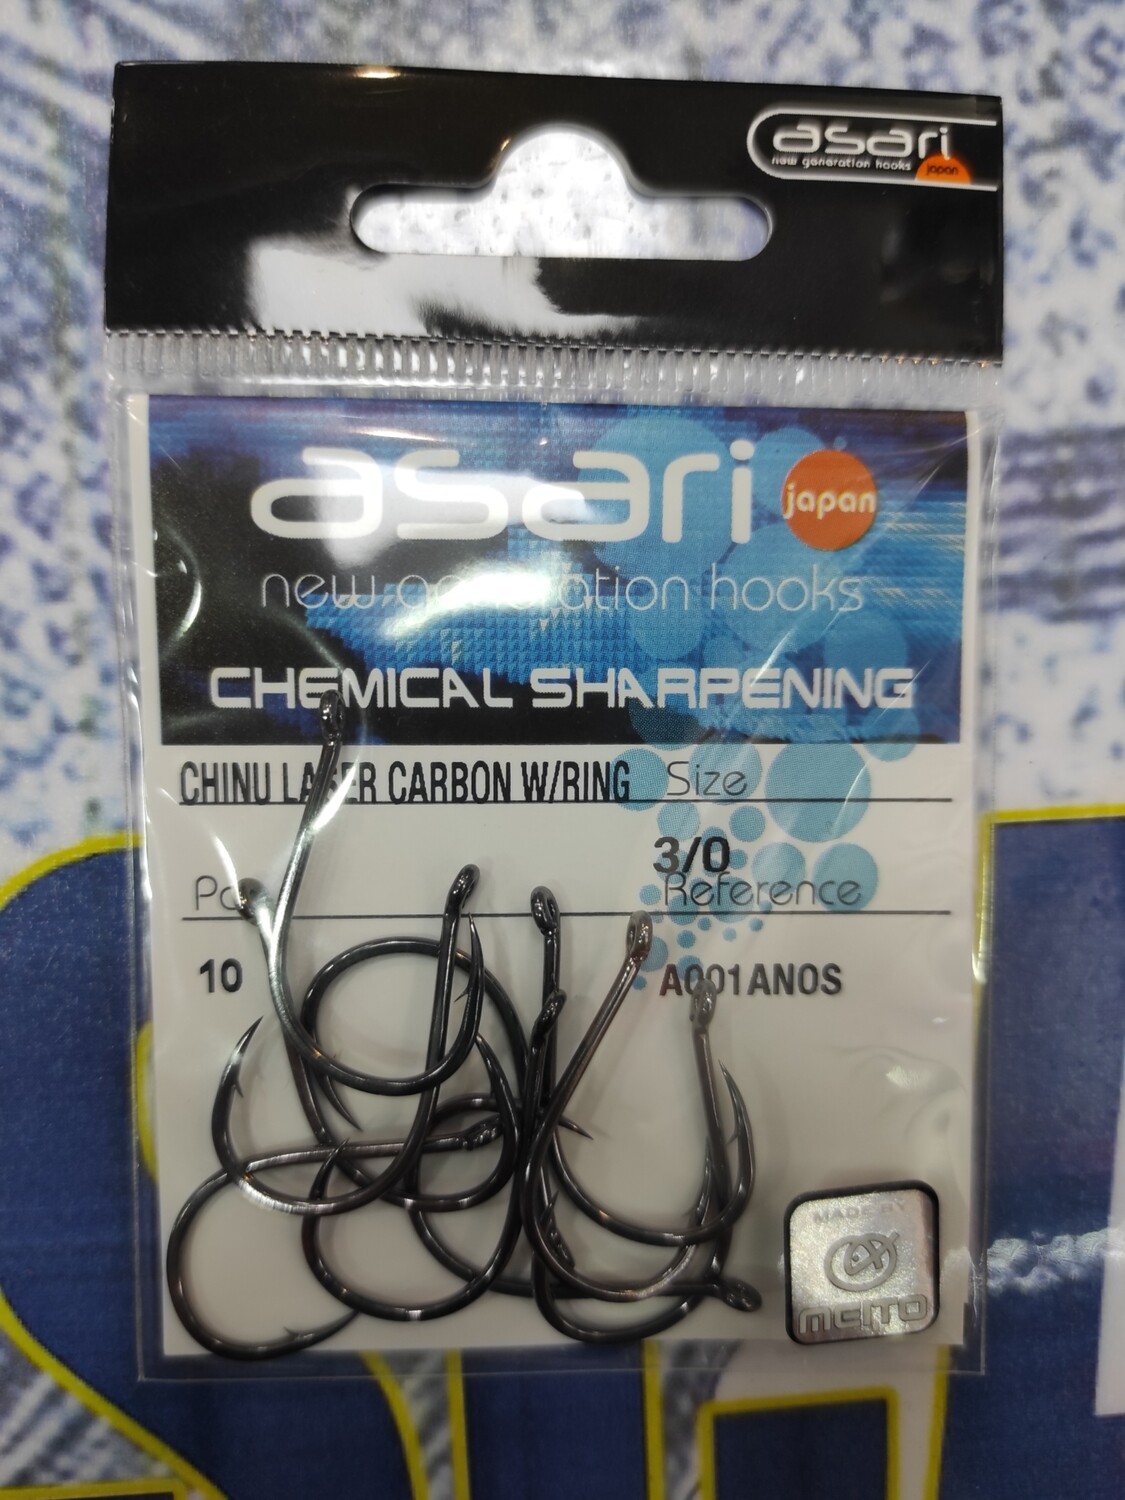 asari
new generation hooks
japan
asari
japan
new generation hooks
CHEMICAL SHARPENING
CHINU LASER CARBON W/RING
Size
3/0
Reference
10
A001ANOS
MADE BY
MEITO